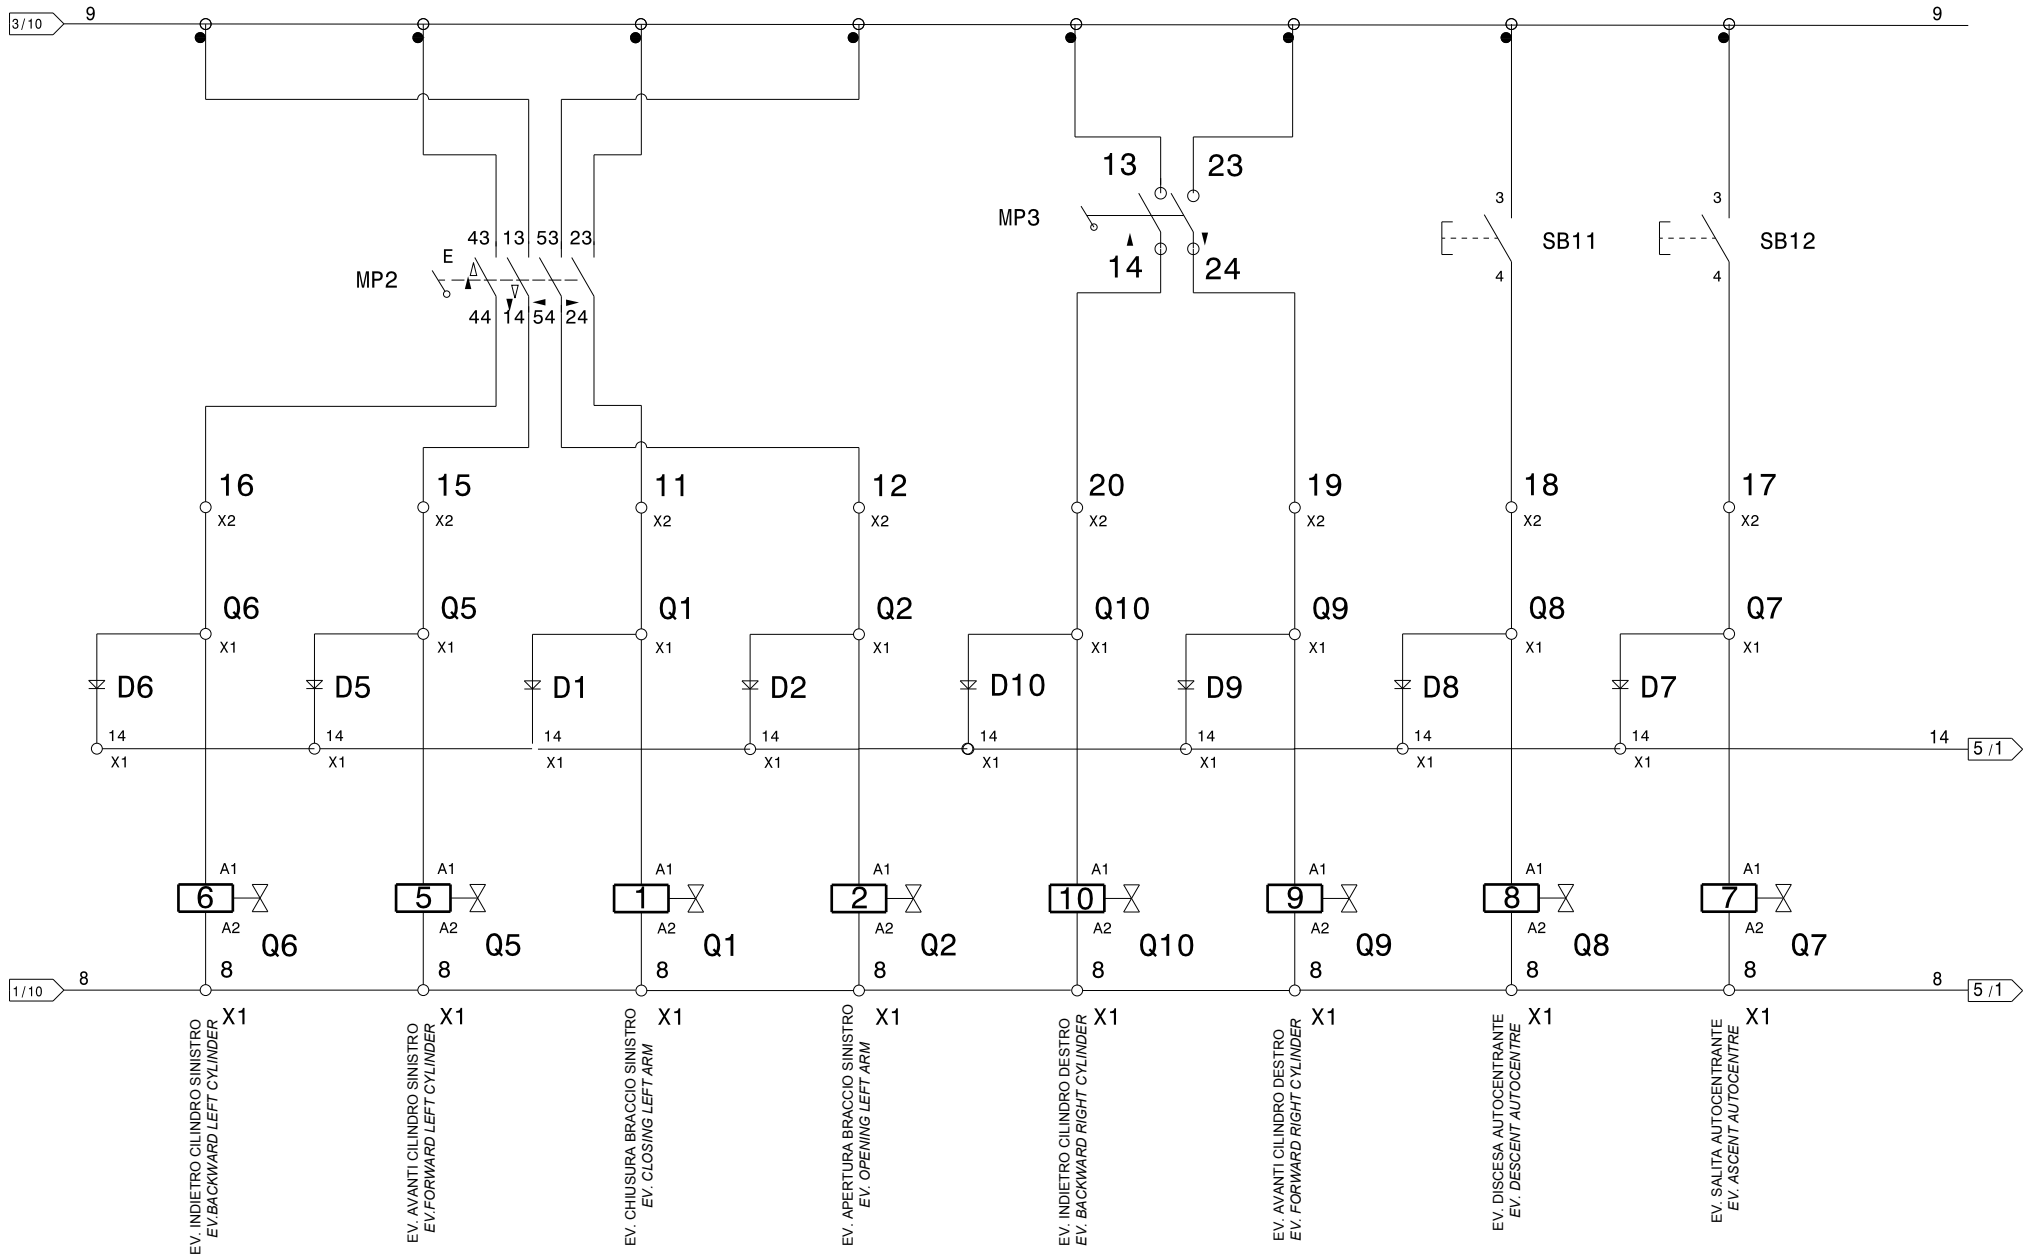 3/10 9 9
13 23
MP3
14 24
3 3
SB11 SB12
4 4
43 13 53 23
E
MP2
44 14 54 24
16 15 11 12 20 19 18 17
X2 X2 X2 X2 X2 X2 X2 X2
Q6 Q5 Q1 Q2 Q10 Q9 Q8 Q7
X1 X1 X1 X1 X1 X1 X1 X1
D6 D5 D1 D2 D10 D9 D8 D7
14 14 14 14 14 14 14 14 14 5/1
X1 X1 X1 X1 X1 X1 X1 X1
A1 A1 A1 A1 A1 A1 A1 A1
6 5 1 2 10 9 8 7
A2 A2 A2 A2 A2 A2 A2 A2
Q6 Q5 Q1 Q2 Q10 Q9 Q8 Q7
1/10 8 8 8 8 8 8 8 8 8 8 5/1
X1 X1 X1 X1 X1 X1 X1 X1
EV. INDIETRO CILINDRO SINISTRO
EV.BACKWARD LEFT CYLINDER
EV. AVANTI CILINDRO SINISTRO
EV.FORWARD LEFT CYLINDER
EV. CHIUSURA BRACCIO SINISTRO
EV. CLOSING LEFT ARM
EV. APERTURA BRACCIO SINISTRO
EV. OPENING LEFT ARM
EV. INDIETRO CILINDRO DESTRO
EV. BACKWARD RIGHT CYLINDER
EV. AVANTI CILINDRO DESTRO
EV. FORWARD RIGHT CYLINDER
EV. DISCESA AUTOCENTRANTE
EV. DESCENT AUTOCENTRE
EV. SALITA AUTOCENTRANTE
EV. ASCENT AUTOCENTRE